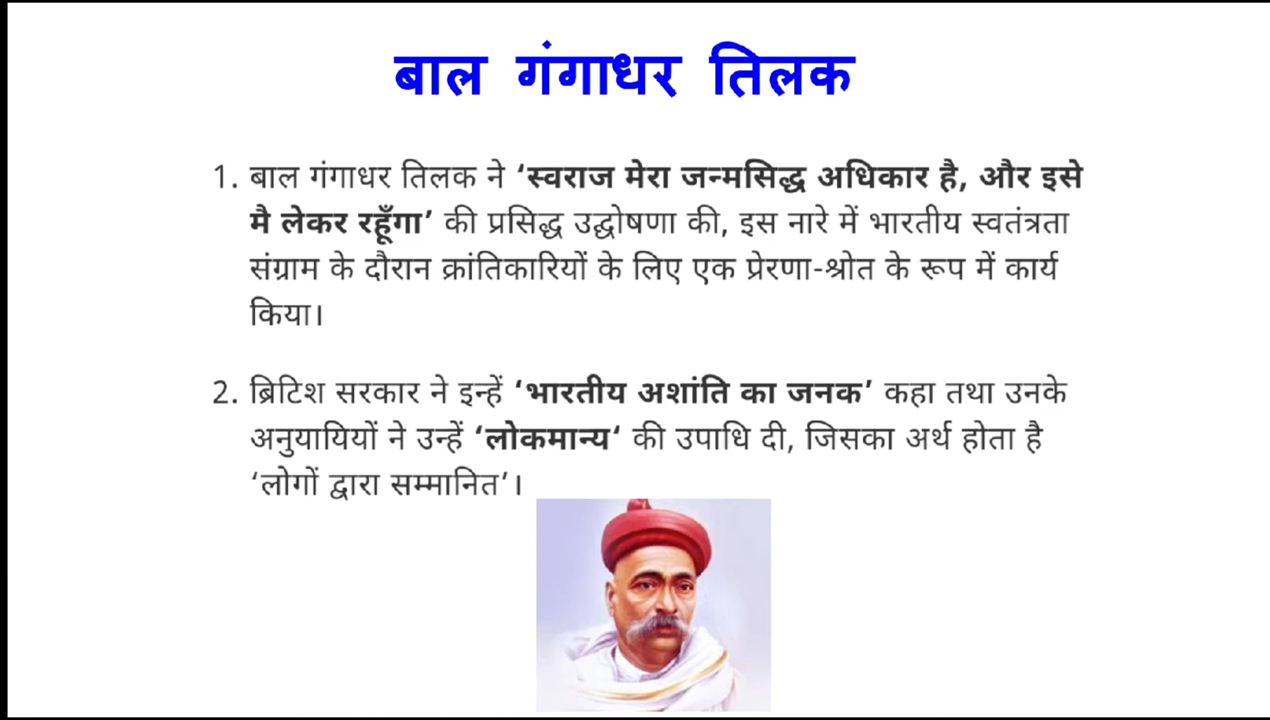 बाल गंगाधर तिलक
1. बाल गंगाधर तिलक ने ‘स्वराज मेरा जन्मसिद्ध अधिकार है, और इसे
मै लेकर रहूँगा’ की प्रसिद्ध उद्घोषणा की, इस नारे में भारतीय स्वतंत्रता
संग्राम के दौरान क्रांतिकारियों के लिए एक प्रेरणा-श्रोत के रूप में कार्य
किया।
2. ब्रिटिश सरकार ने इन्हें ‘भारतीय अशांति का जनक’ कहा तथा उनके
अनुयायियों ने उन्हें ‘लोकमान्य‘ की उपाधि दी, जिसका अर्थ होता है
‘लोगों द्वारा सम्मानित’।